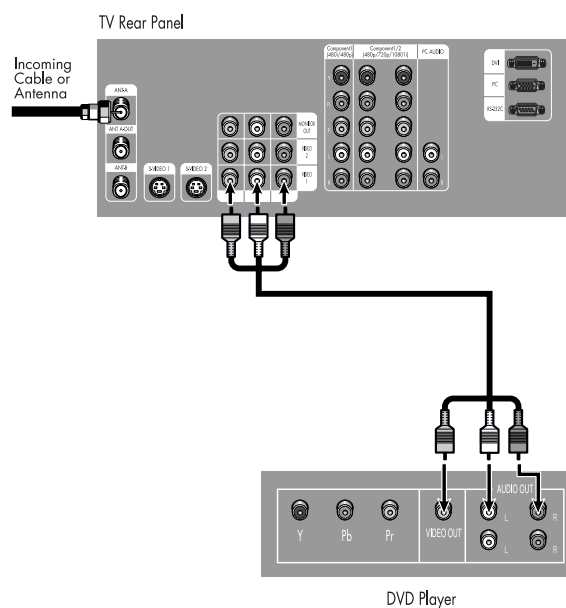 TV Rear Panel
Incoming
Cable or
Antenna
ANT-A
ANT A-OUT
ANT-B
S-VIDEO 1
S-VIDEO 2
MONITOR
OUT
VIDEO
2
VIDEO
1
Component1
(480i/480p)
Component1/2
(480p/720p/1080i)
PC AUDIO
L
R
DVI
PC
RS232C
Y
Pb
Pr
VIDEO OUT
AUDIO OUT
L
R
L
R
DVD Player